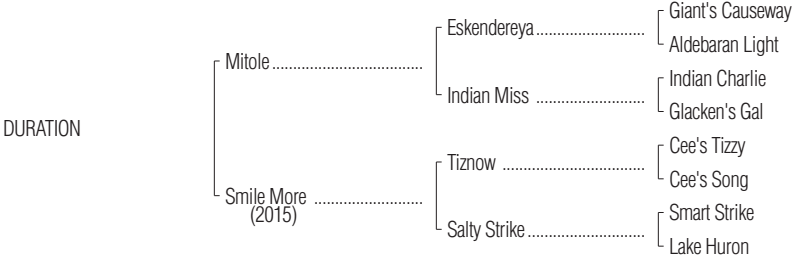 Giant's Causeway
Eskendereya
Aldebaran Light
Mitole
Indian Charlie
Indian Miss
Glacken's Gal
DURATION
Cee's Tizzy
Tiznow
Cee's Song
Smile More
(2015)
Smart Strike
Salty Strike
Lake Huron